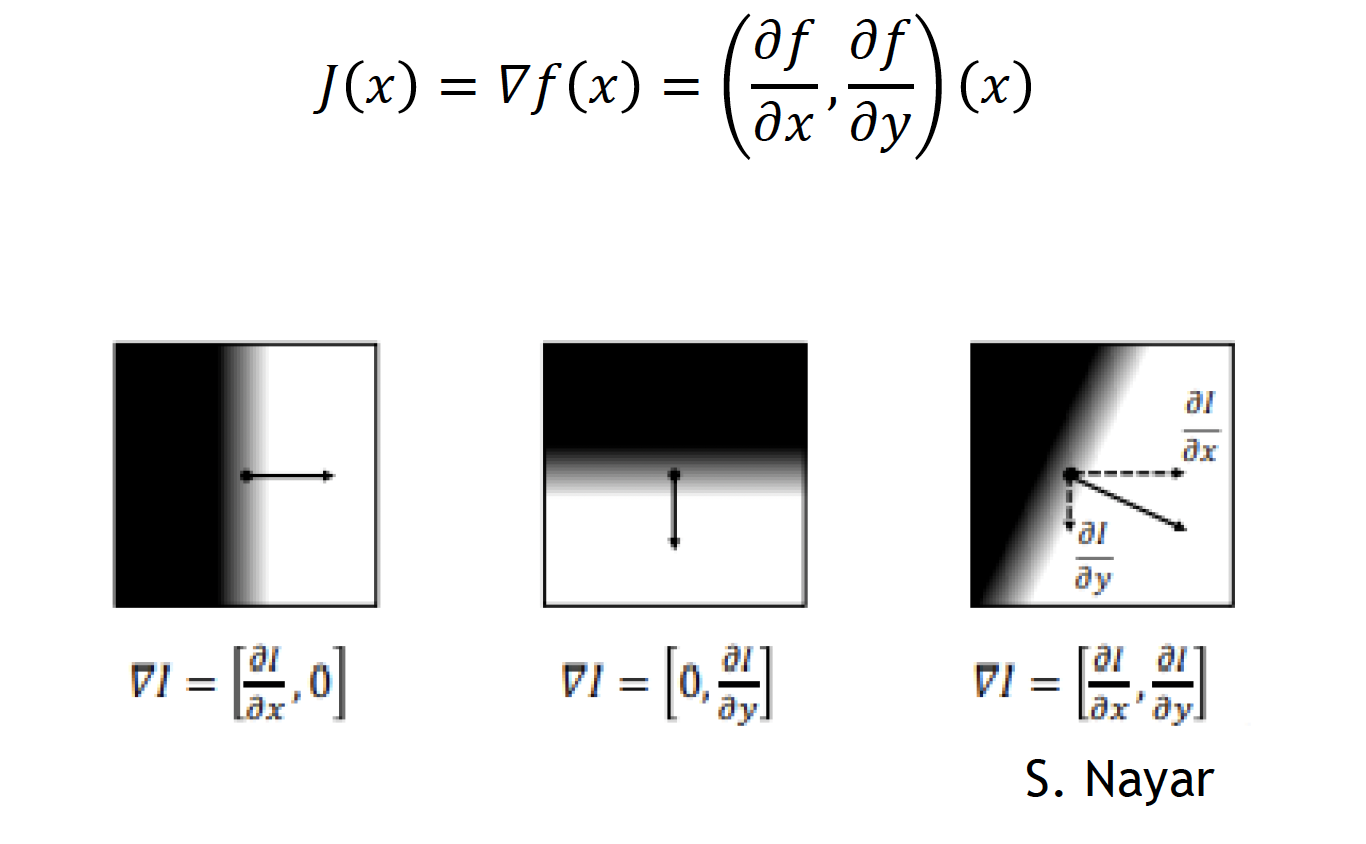 J(x) = ∇f(x) = (∂f/∂x, ∂f/∂y)(x)
∂I/∂x
∂I/∂y
∇I = [∂I/∂x, 0]
∇I = [0, ∂I/∂y]
∇I = [∂I/∂x, ∂I/∂y]
S. Nayar